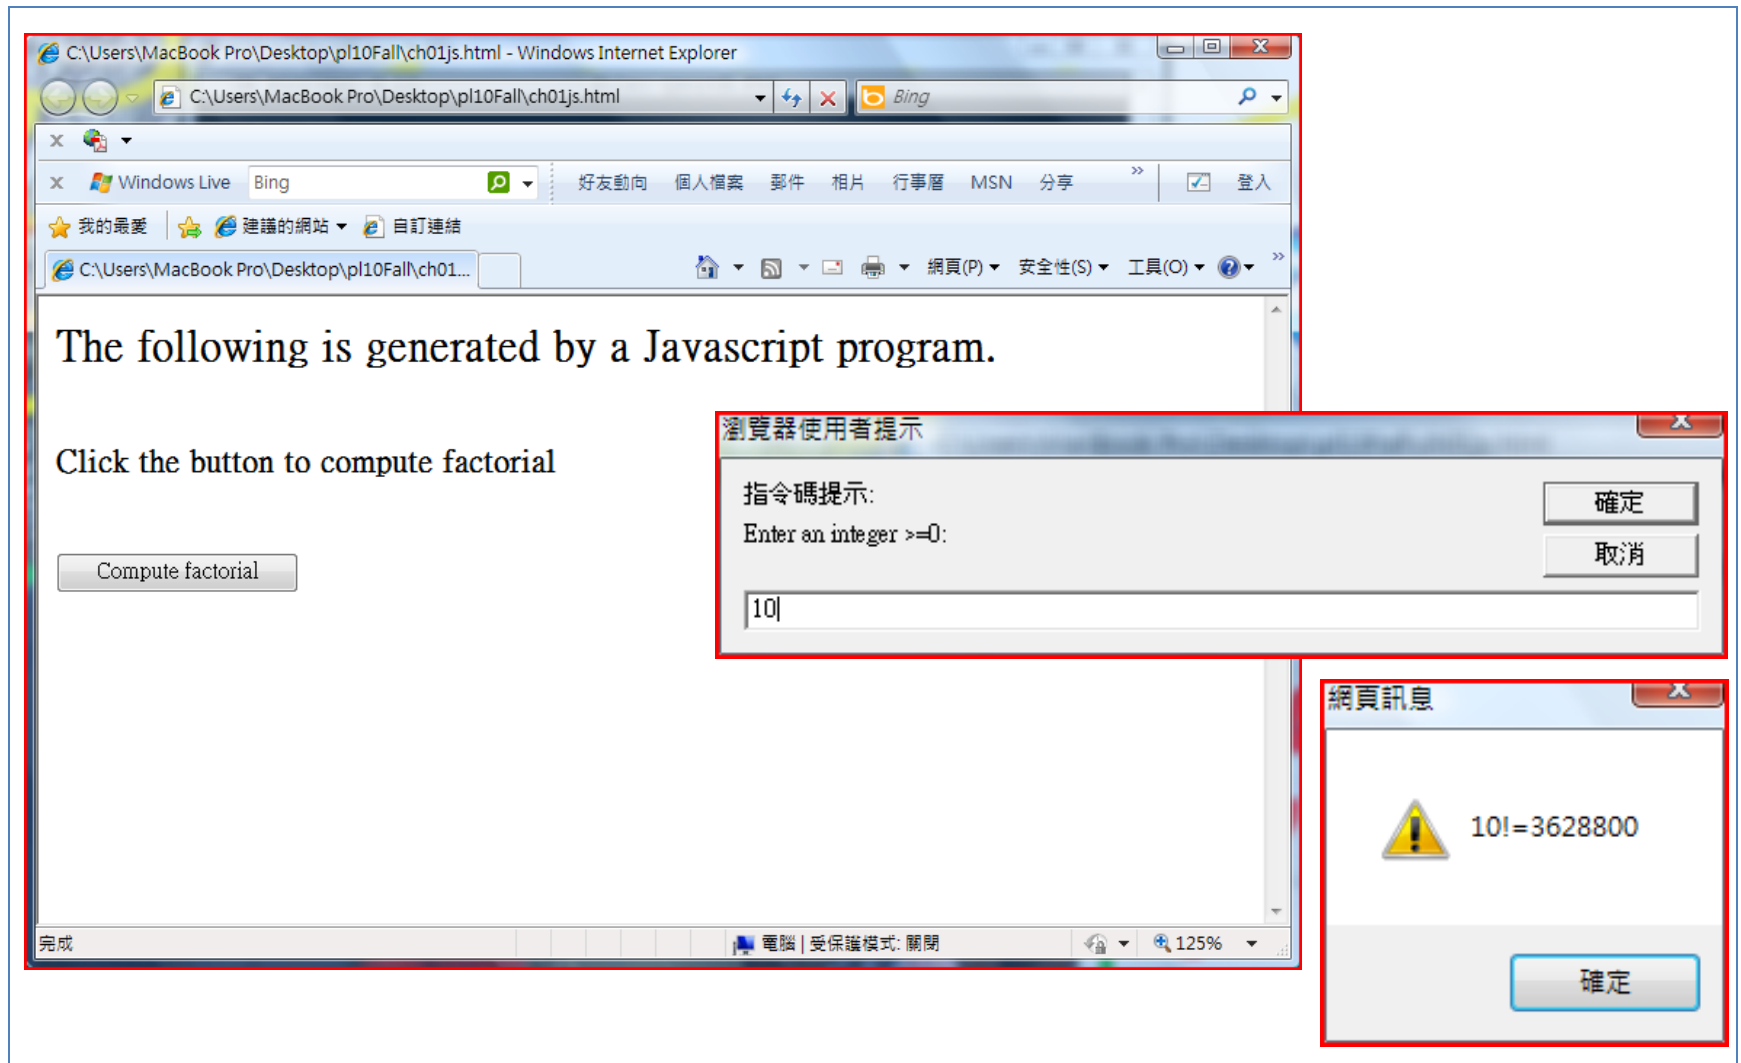 C:\Users\MacBook Pro\Desktop\pl10Fall\ch01js.html - Windows Internet Explorer
C:\Users\MacBook Pro\Desktop\pl10Fall\ch01js.html Bing
Windows Live Bing 好友動向 個人檔案 郵件 相片 行事曆 MSN 分享 » 登入
我的最愛 建議的網站 自訂連結
C:\Users\MacBook Pro\Desktop\pl10Fall\ch01... 網頁(P) 安全性(S) 工具(O) »
The following is generated by a Javascript program.
Click the button to compute factorial
Compute factorial
完成 電腦 | 受保護模式: 關閉 125%
瀏覽器使用者提示
指令碼提示:
確定
Enter an integer >=0:
取消
10
網頁訊息
10!=3628800
確定